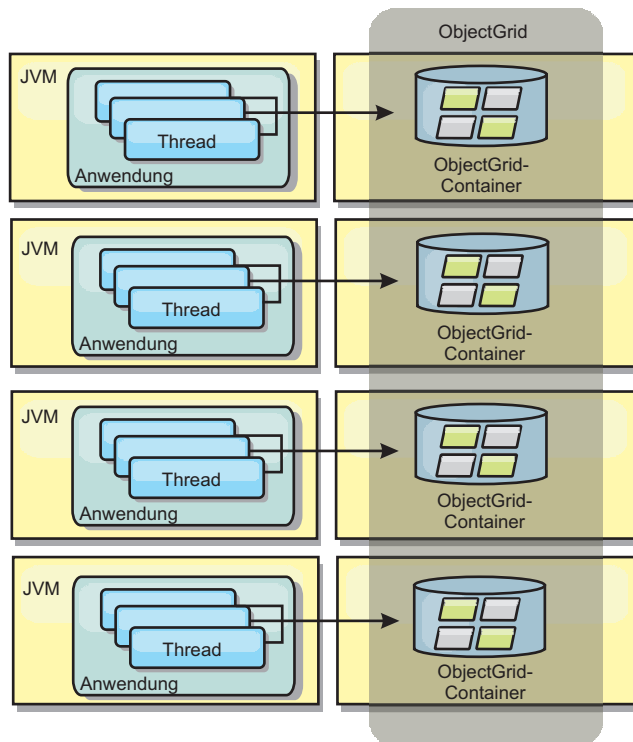 ObjectGrid
JVM
Thread
Anwendung
ObjectGrid-
Container
JVM
Thread
Anwendung
ObjectGrid-
Container
JVM
Thread
Anwendung
ObjectGrid-
Container
JVM
Thread
Anwendung
ObjectGrid-
Container